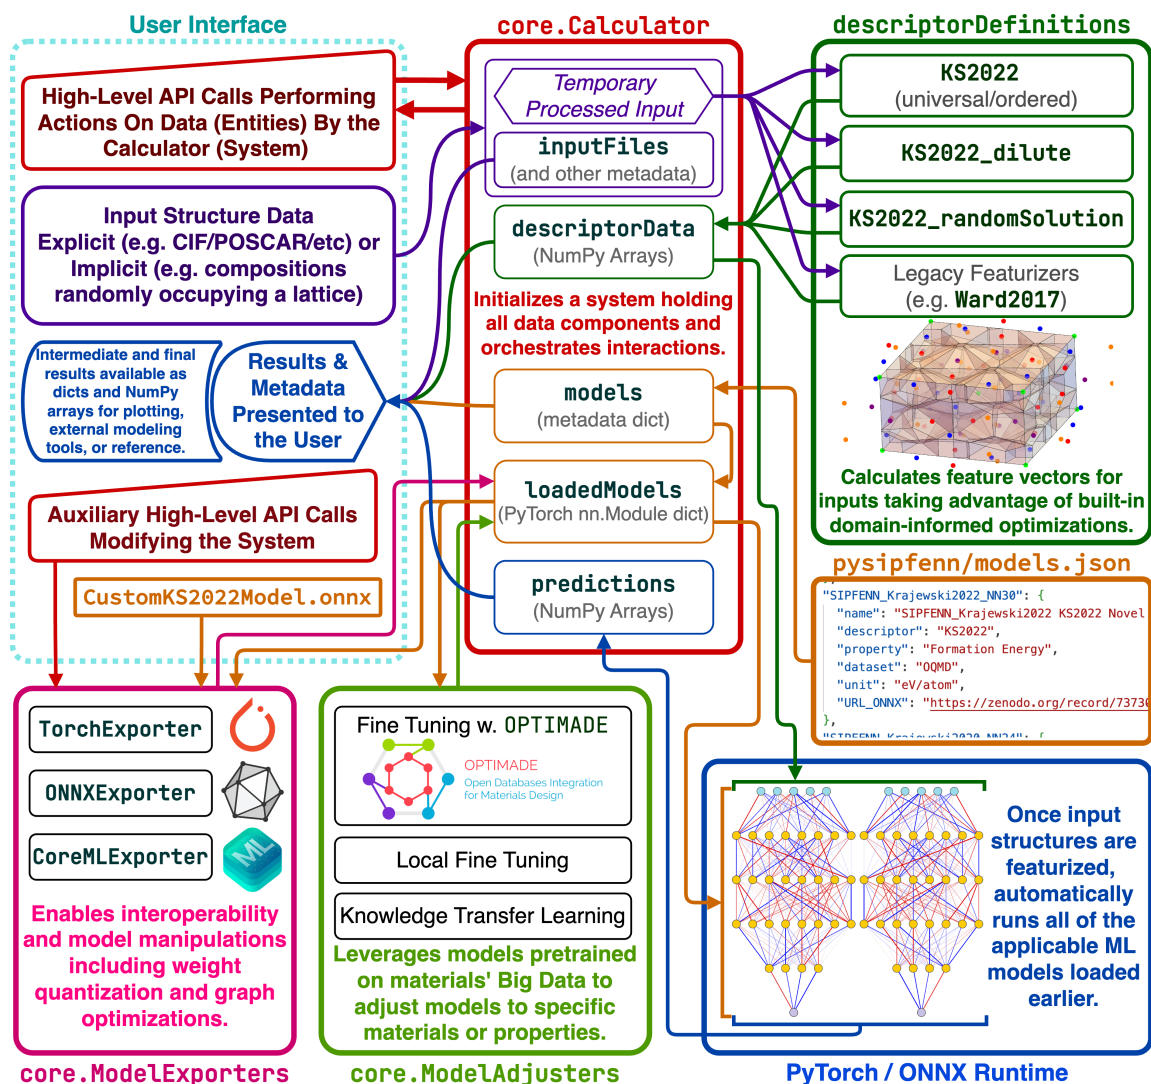 User Interface
High-Level API Calls Performing
Actions On Data (Entities) By the
Calculator (System)
Input Structure Data
Explicit (e.g. CIF/POSCAR/etc) or
Implicit (e.g. compositions
randomly occupying a lattice)
Intermediate and final
results available as
dicts and NumPy
arrays for plotting,
external modeling
tools, or reference.
Results &
Metadata
Presented to
the User
Auxiliary High-Level API Calls
Modifying the System
CustomKS2022Model.onnx
core.Calculator
Temporary
Processed Input
inputFiles
(and other metadata)
descriptorData
(NumPy Arrays)
Initializes a system holding
all data components and
orchestrates interactions.
models
(metadata dict)
loadedModels
(PyTorch nn.Module dict)
predictions
(NumPy Arrays)
descriptorDefinitions
KS2022
(universal/ordered)
KS2022_dilute
KS2022_randomSolution
Legacy Featurizers
(e.g. Ward2017)
Calculates feature vectors for
inputs taking advantage of built-in
domain-informed optimizations.
pysipfenn/models.json
"SIPFENN_Krajewski2022_NN30": {
"name": "SIPFENN_Krajewski2022 KS2022 Novel
"descriptor": "KS2022",
"property": "Formation Energy",
"dataset": "OQMD",
"unit": "eV/atom",
"URL_ONNX": "https://zenodo.org/record/73730
},
"SIPFENN_Krajewski2020_NN24": {
TorchExporter
ONNXExporter
CoreMLExporter
ML
Enables interoperability
and model manipulations
including weight
quantization and graph
optimizations.
core.ModelExporters
Fine Tuning w. OPTIMADE
OPTIMADE
Open Databases Integration
for Materials Design
Local Fine Tuning
Knowledge Transfer Learning
Leverages models pretrained
on materials' Big Data to
adjust models to specific
materials or properties.
core.ModelAdjusters
Once input
structures are
featurized,
automatically
runs all of the
applicable ML
models loaded
earlier.
PyTorch / ONNX Runtime